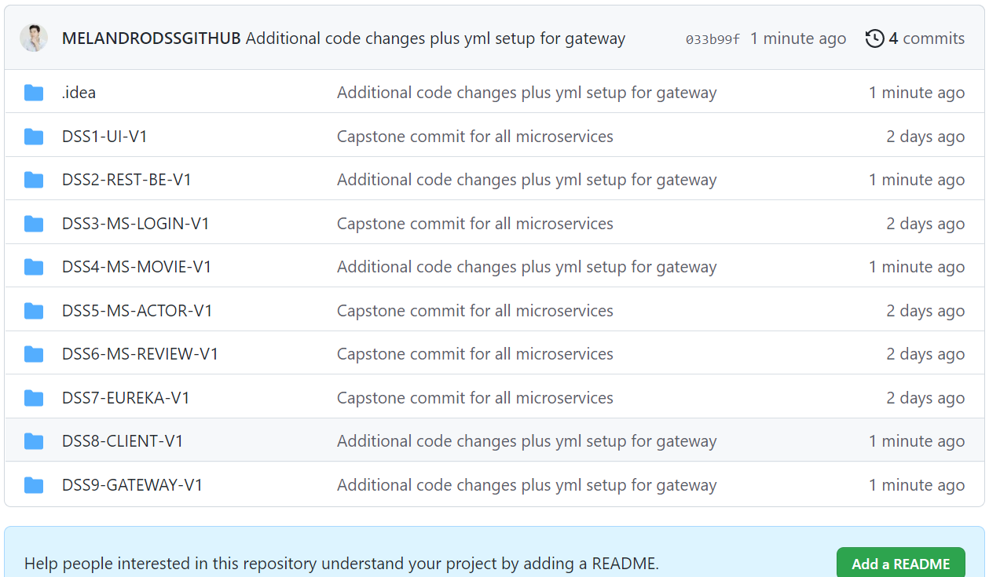 MELANDRODSSGITHUB Additional code changes plus yml setup for gateway 033b99f 1 minute ago 4 commits
.idea Additional code changes plus yml setup for gateway 1 minute ago
DSS1-UI-V1 Capstone commit for all microservices 2 days ago
DSS2-REST-BE-V1 Additional code changes plus yml setup for gateway 1 minute ago
DSS3-MS-LOGIN-V1 Capstone commit for all microservices 2 days ago
DSS4-MS-MOVIE-V1 Additional code changes plus yml setup for gateway 1 minute ago
DSS5-MS-ACTOR-V1 Capstone commit for all microservices 2 days ago
DSS6-MS-REVIEW-V1 Capstone commit for all microservices 2 days ago
DSS7-EUREKA-V1 Capstone commit for all microservices 2 days ago
DSS8-CLIENT-V1 Additional code changes plus yml setup for gateway 1 minute ago
DSS9-GATEWAY-V1 Additional code changes plus yml setup for gateway 1 minute ago
Help people interested in this repository understand your project by adding a README. Add a README